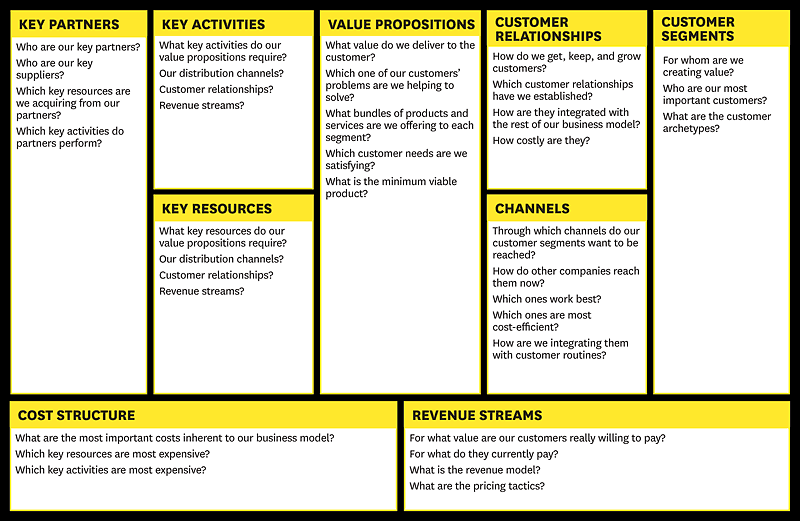 KEY PARTNERS
Who are our key partners?
Who are our key
suppliers?
Which key resources are
we acquiring from our
partners?
Which key activities do
partners perform?
KEY ACTIVITIES
What key activities do our
value propositions require?
Our distribution channels?
Customer relationships?
Revenue streams?
KEY RESOURCES
What key resources do our
value propositions require?
Our distribution channels?
Customer relationships?
Revenue streams?
VALUE PROPOSITIONS
What value do we deliver to the
customer?
Which one of our customers’
problems are we helping to
solve?
What bundles of products and
services are we offering to each
segment?
Which customer needs are we
satisfying?
What is the minimum viable
product?
CUSTOMER
RELATIONSHIPS
How do we get, keep, and grow
customers?
Which customer relationships
have we established?
How are they integrated with
the rest of our business model?
How costly are they?
CHANNELS
Through which channels do our
customer segments want to be
reached?
How do other companies reach
them now?
Which ones work best?
Which ones are most
cost-efficient?
How are we integrating them
with customer routines?
CUSTOMER
SEGMENTS
For whom are we
creating value?
Who are our most
important customers?
What are the customer
archetypes?
COST STRUCTURE
What are the most important costs inherent to our business model?
Which key resources are most expensive?
Which key activities are most expensive?
REVENUE STREAMS
For what value are our customers really willing to pay?
For what do they currently pay?
What is the revenue model?
What are the pricing tactics?